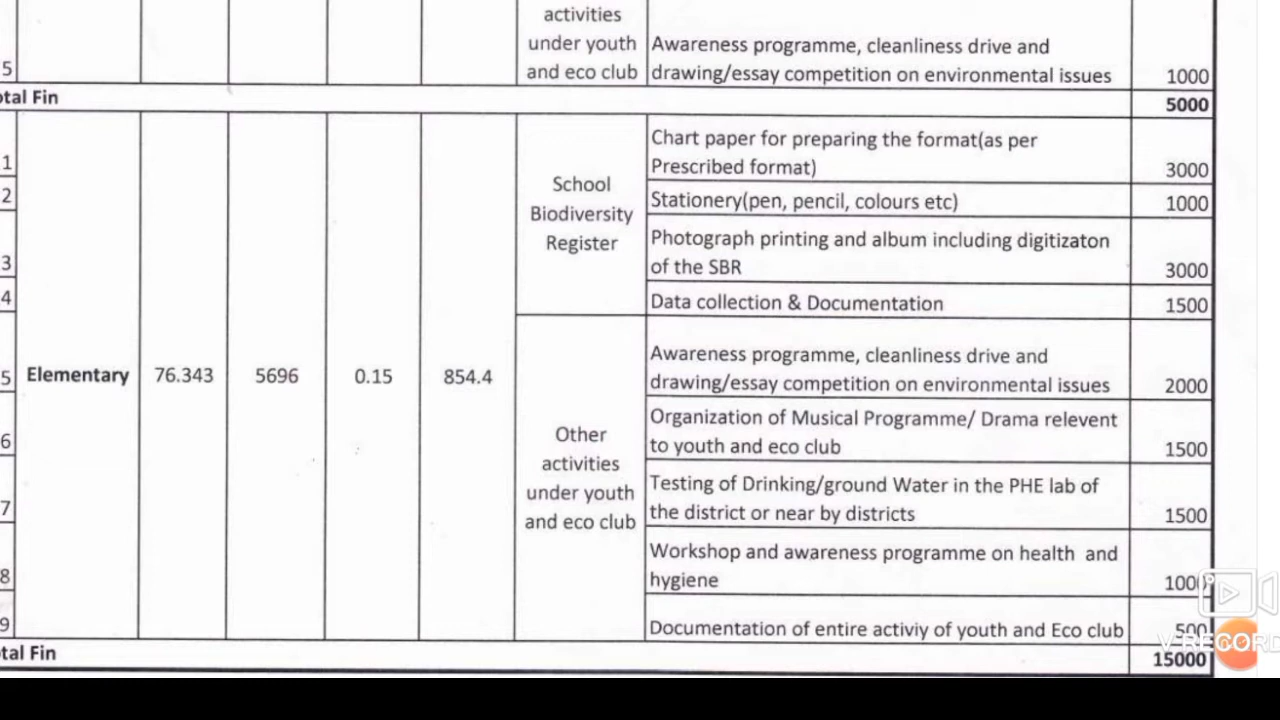 activities
under youth
and eco club
Awareness programme, cleanliness drive and
drawing/essay competition on environmental issues
5
1000
otal Fin
5000
1
Chart paper for preparing the format(as per
Prescribed format)
3000
School
Biodiversity
Register
2
Stationery(pen, pencil, colours etc)
1000
3
Photograph printing and album including digitizaton
of the SBR
3000
4
Data collection & Documentation
1500
5
Elementary
76.343
5696
0.15
854.4
Awareness programme, cleanliness drive and
drawing/essay competition on environmental issues
2000
Other
activities
under youth
and eco club
6
Organization of Musical Programme/ Drama relevent
to youth and eco club
1500
7
Testing of Drinking/ground Water in the PHE lab of
the district or near by districts
1500
8
Workshop and awareness programme on health and
hygiene
1000
9
Documentation of entire activiy of youth and Eco club
500
V RECORD
otal Fin
15000